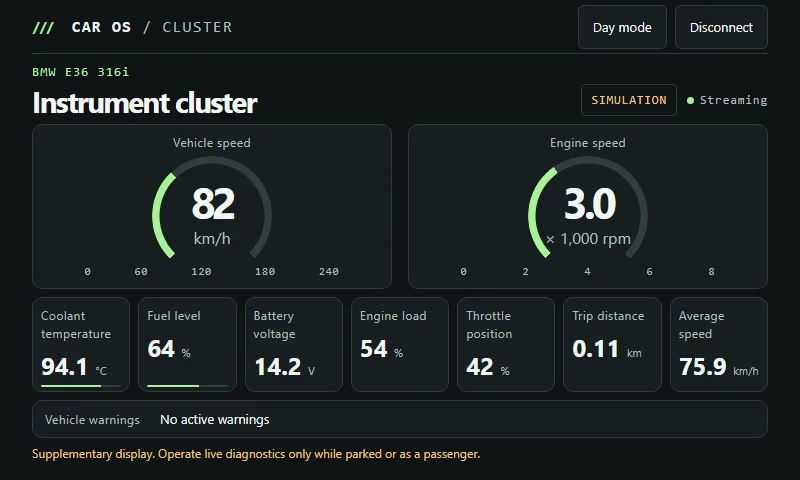 /// CAR OS / CLUSTER
Day mode
Disconnect
BMW E36 316i
Instrument cluster
SIMULATION
Streaming
Vehicle speed
82
km/h
0 60 120 180 240
Engine speed
3.0
× 1,000 rpm
0 2 4 6 8
Coolant
temperature
94.1 °C
Fuel level
64 %
Battery
voltage
14.2 V
Engine load
54 %
Throttle
position
42 %
Trip distance
0.11 km
Average
speed
75.9 km/h
Vehicle warnings No active warnings
Supplementary display. Operate live diagnostics only while parked or as a passenger.